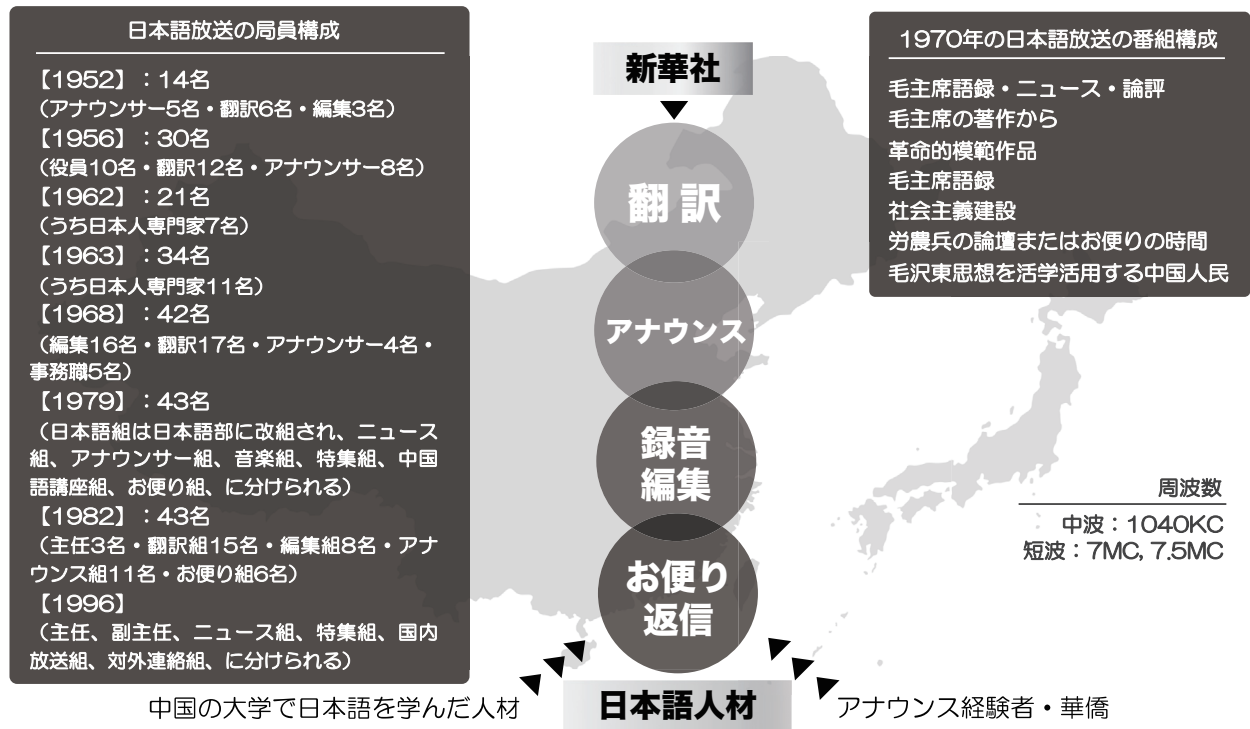 日本語放送の局員構成
【1952】：14名
（アナウンサー5名・翻訳6名・編集3名）
【1956】：30名
（役員10名・翻訳12名・アナウンサー8名）
【1962】：21名
（うち日本人専門家7名）
【1963】：34名
（うち日本人専門家11名）
【1968】：42名
（編集16名・翻訳17名・アナウンサー4名・
事務職5名）
【1979】：43名
（日本語組は日本語部に改組され、ニュース
組、アナウンサー組、音楽組、特集組、中国
語講座組、お便り組、に分けられる）
【1982】：43名
（主任3名・翻訳組15名・編集組8名・アナ
ウンス組11名・お便り組6名）
【1996】
（主任、副主任、ニュース組、特集組、国内
放送組、対外連絡組、に分けられる）
新華社
翻訳
アナウンス
録音
編集
お便り
返信
日本語人材
中国の大学で日本語を学んだ人材
アナウンス経験者・華僑
1970年の日本語放送の番組構成
毛主席語録・ニュース・論評
毛主席の著作から
革命的模範作品
毛主席語録
社会主義建設
労農兵の論壇またはお便りの時間
毛沢東思想を活学活用する中国人民
周波数
中波：1040KC
短波：7MC, 7.5MC